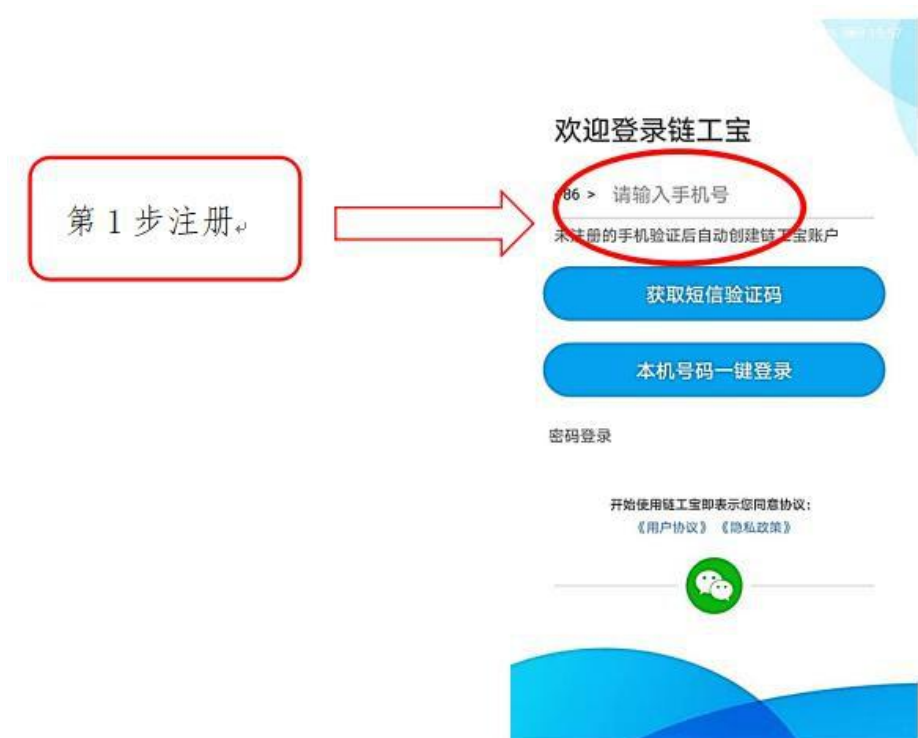 欢迎登录链工宝
第1步注册
86 > 请输入手机号
未注册的手机验证后自动创建链工宝账户
获取短信验证码
本机号码一键登录
密码登录
开始使用链工宝即表示您同意协议:
《用户协议》《隐私政策》